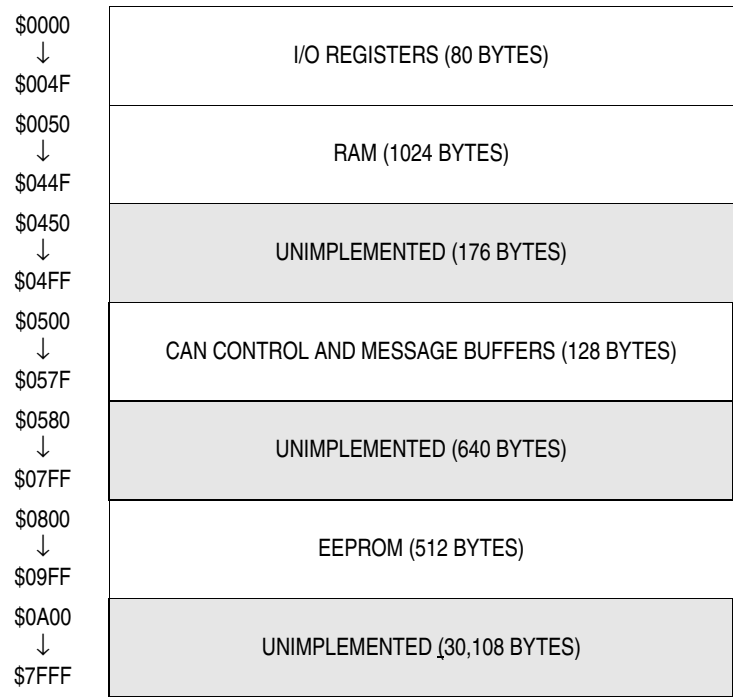 $0000
↓
$004F
I/O REGISTERS (80 BYTES)
$0050
↓
$044F
RAM (1024 BYTES)
$0450
↓
$04FF
UNIMPLEMENTED (176 BYTES)
$0500
↓
$057F
CAN CONTROL AND MESSAGE BUFFERS (128 BYTES)
$0580
↓
$07FF
UNIMPLEMENTED (640 BYTES)
$0800
↓
$09FF
EEPROM (512 BYTES)
$0A00
↓
$7FFF
UNIMPLEMENTED (30,108 BYTES)